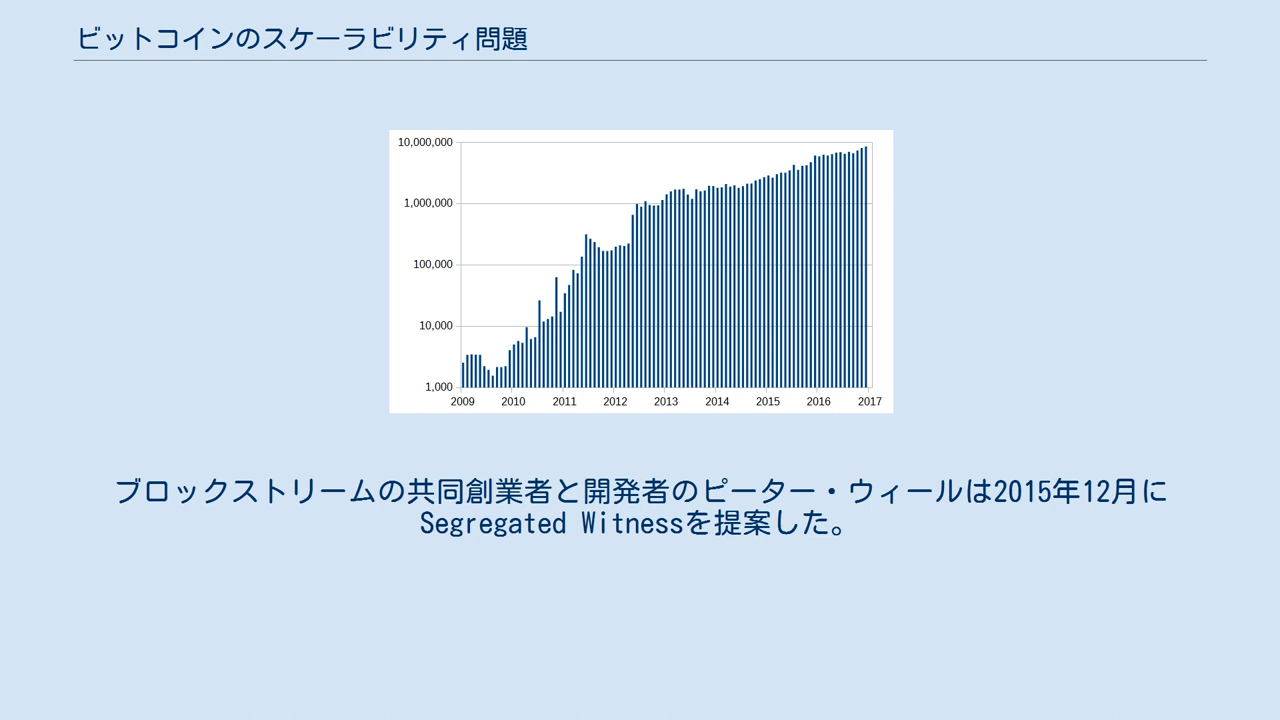 ビットコインのスケーラビリティ問題
10,000,000
1,000,000
100,000
10,000
1,000
2009 2010 2011 2012 2013 2014 2015 2016 2017
ブロックストリームの共同創業者と開発者のピーター・ウィールは2015年12月に
Segregated Witnessを提案した。